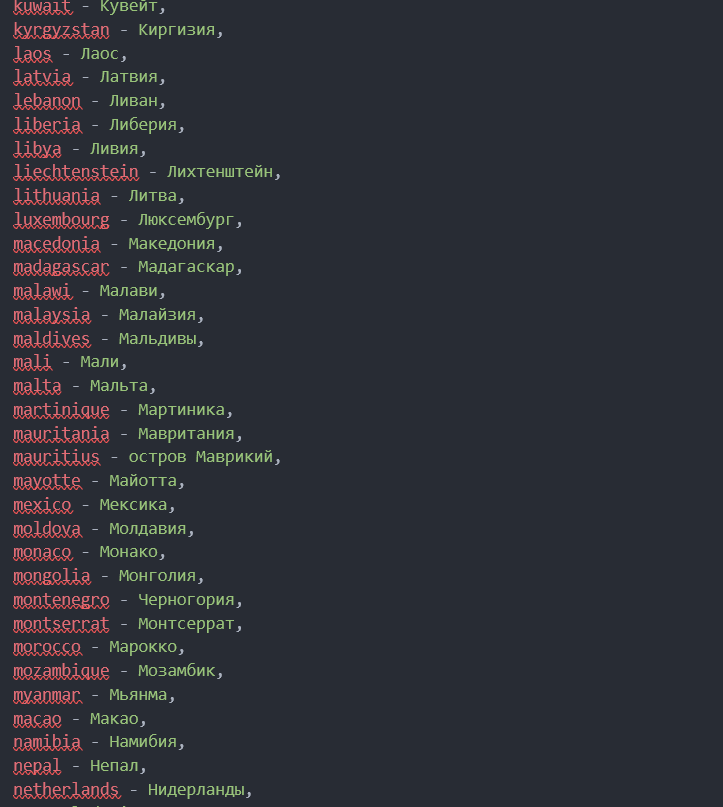 kuwait - Кувейт,
kyrgyzstan - Киргизия,
laos - Лаос,
latvia - Латвия,
lebanon - Ливан,
liberia - Либерия,
libya - Ливия,
liechtenstein - Лихтенштейн,
lithuania - Литва,
luxembourg - Люксембург,
macedonia - Македония,
madagascar - Мадагаскар,
malawi - Малави,
malaysia - Малайзия,
maldives - Мальдивы,
mali - Мали,
malta - Мальта,
martinique - Мартиника,
mauritania - Мавритания,
mauritius - остров Маврикий,
mayotte - Майотта,
mexico - Мексика,
moldova - Молдавия,
monaco - Монако,
mongolia - Монголия,
montenegro - Черногория,
montserrat - Монтсеррат,
morocco - Марокко,
mozambique - Мозамбик,
myanmar - Мьянма,
macao - Макао,
namibia - Намибия,
nepal - Непал,
netherlands - Нидерланды,